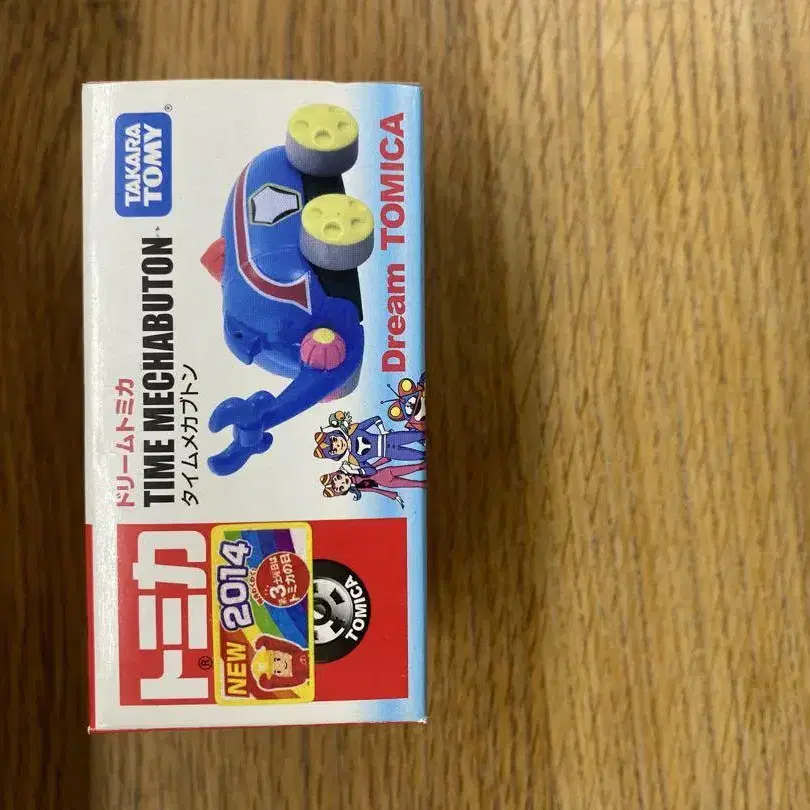 トミカ
®
NEW 2014
第3土曜日は
トミカの日
TOMICA
ドリームトミカ
TIME MECHABUTON
タイムメカブトン
TAKARA
TOMY
®
Dream TOMICA